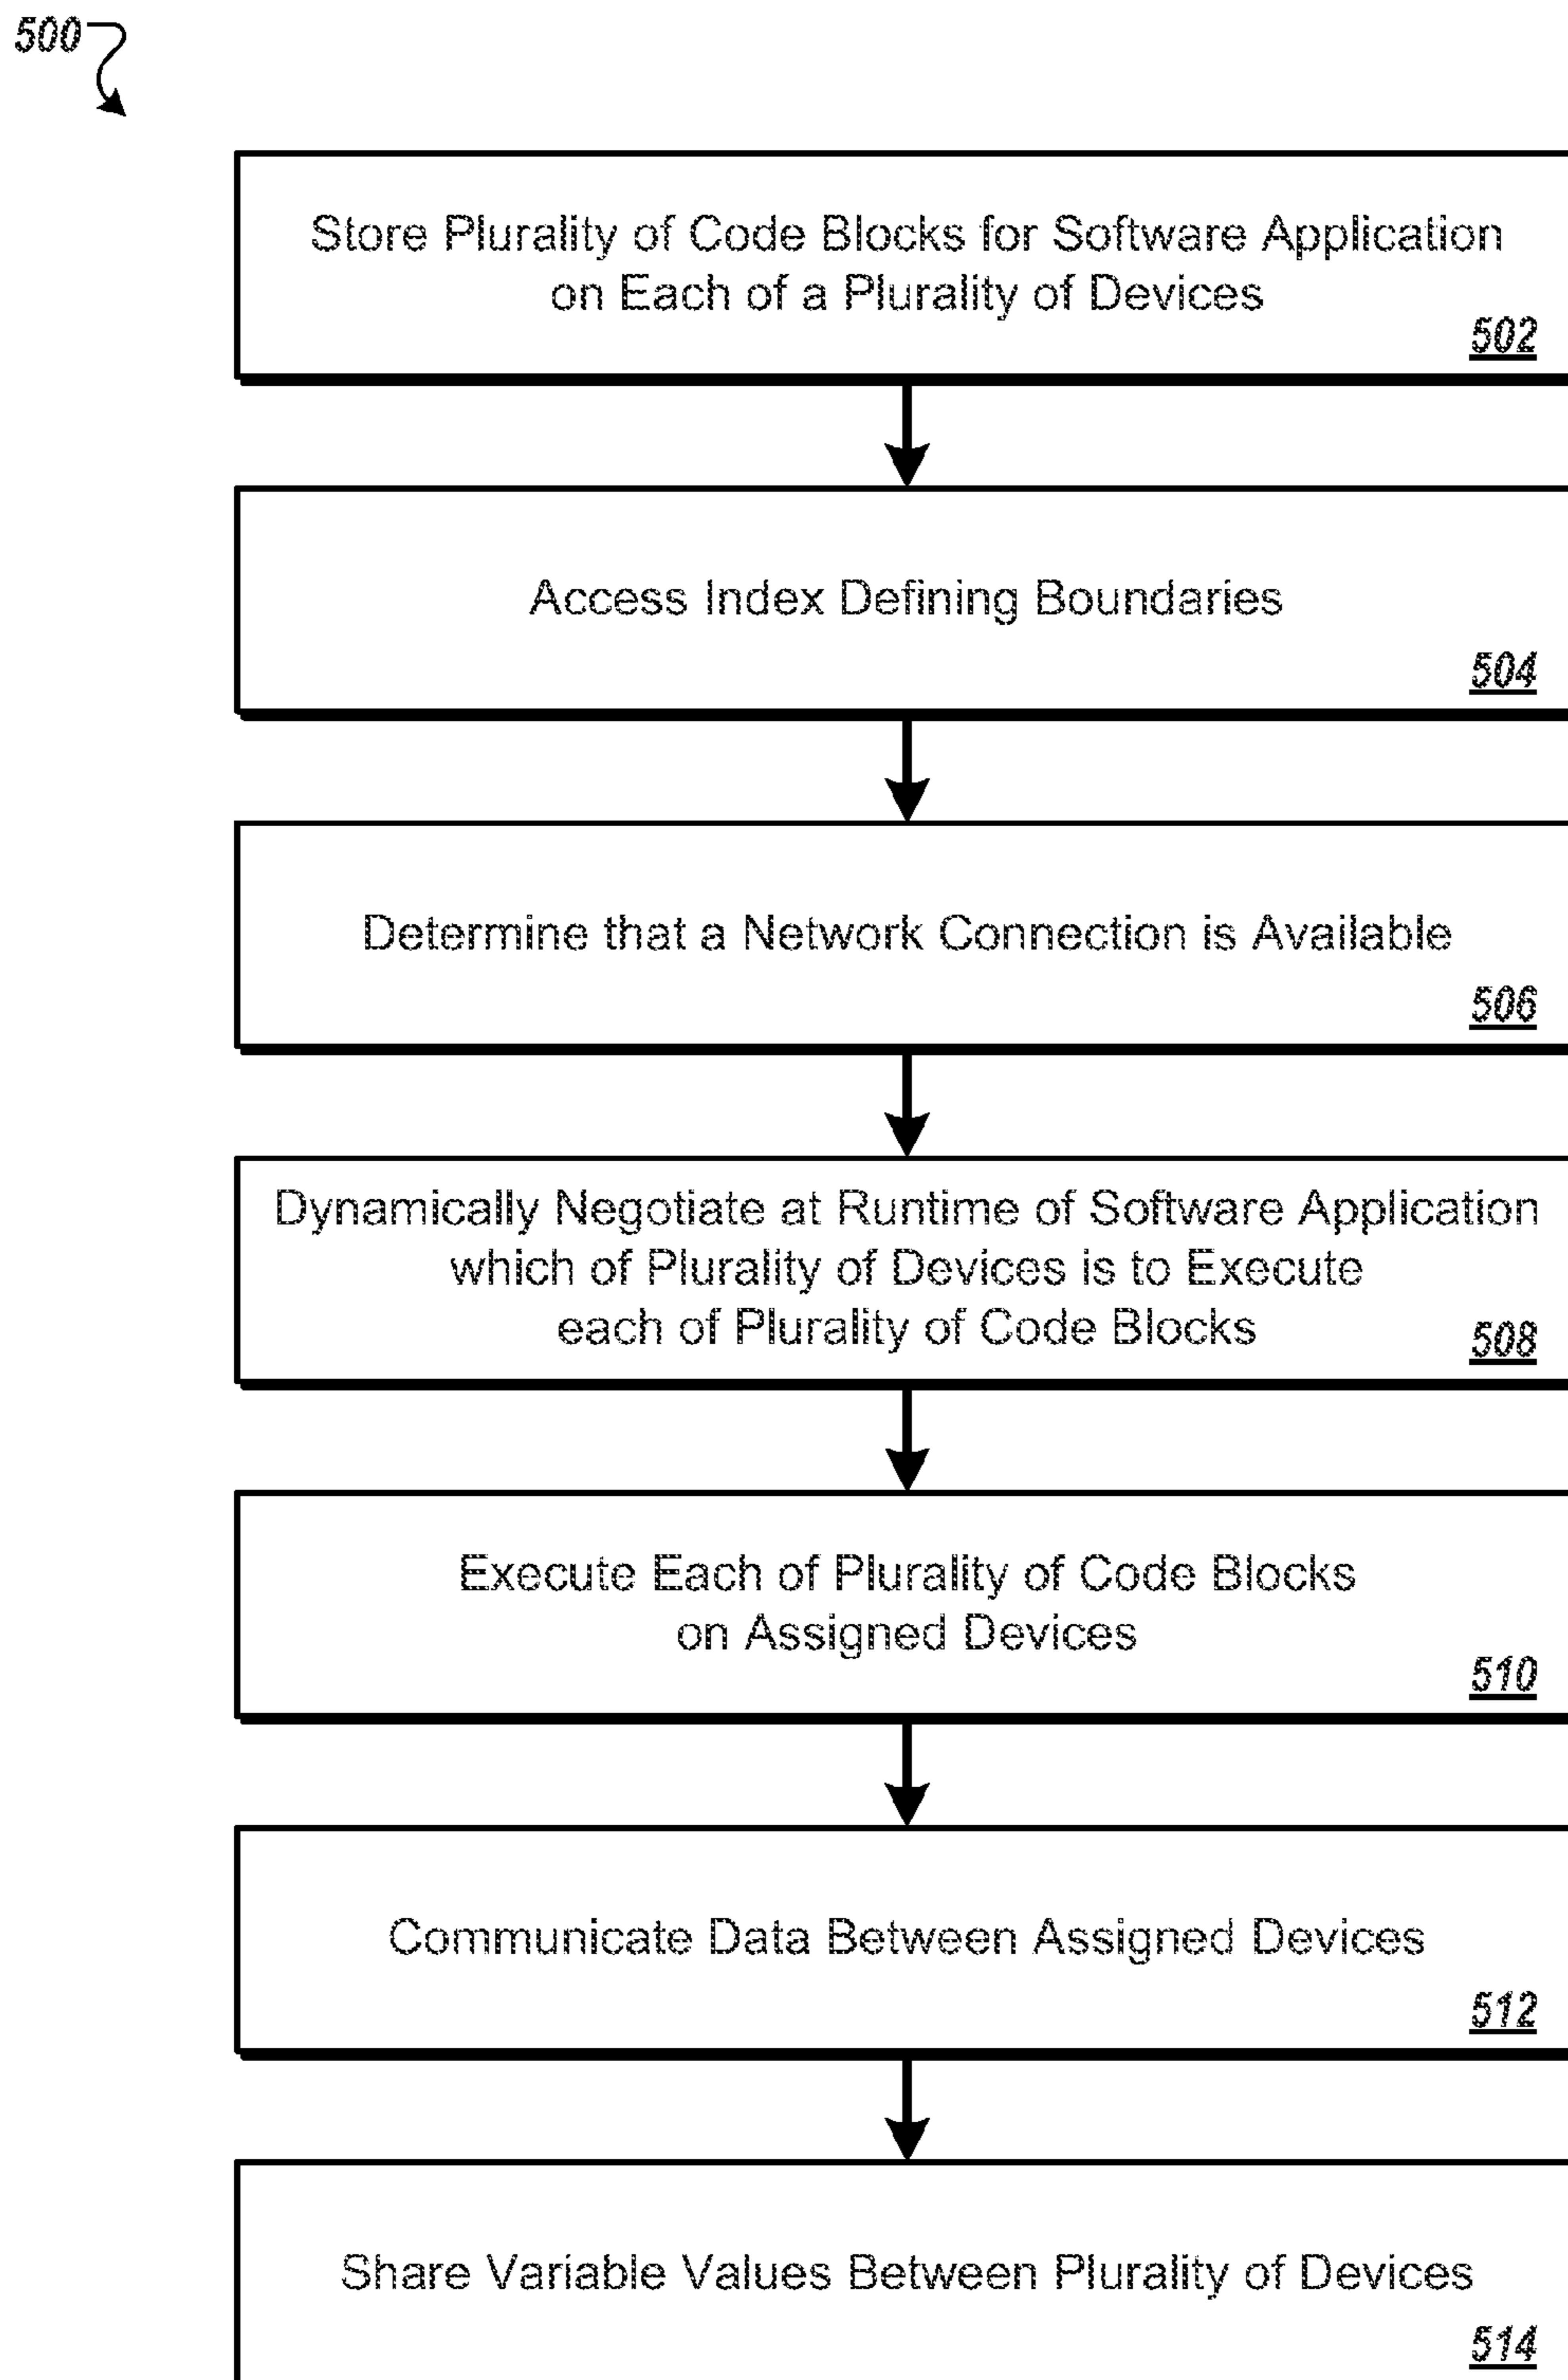 500
Store Plurality of Code Blocks for Software Application
on Each of a Plurality of Devices
502
Access Index Defining Boundaries
504
Determine that a Network Connection is Available
506
Dynamically Negotiate at Runtime of Software Application
which of Plurality of Devices is to Execute
each of Plurality of Code Blocks
508
Execute Each of Plurality of Code Blocks
on Assigned Devices
510
Communicate Data Between Assigned Devices
512
Share Variable Values Between Plurality of Devices
514